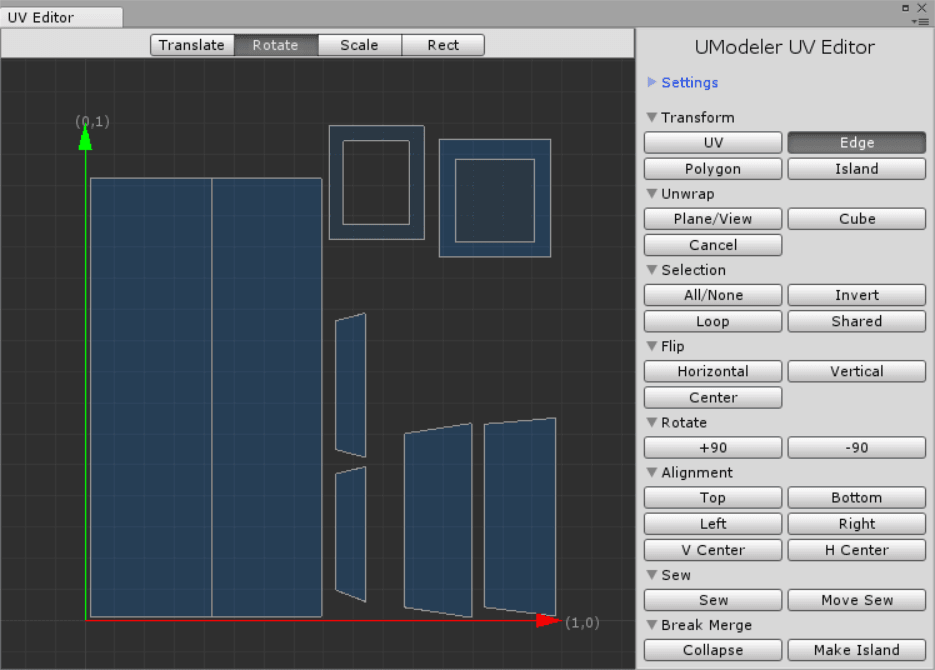 UV Editor
Translate Rotate Scale Rect
(0,1)
(1,0)
UModeler UV Editor
Settings
Transform
UV Edge
Polygon Island
Unwrap
Plane/View Cube
Cancel
Selection
All/None Invert
Loop Shared
Flip
Horizontal Vertical
Center
Rotate
+90 -90
Alignment
Top Bottom
Left Right
V Center H Center
Sew
Sew Move Sew
Break Merge
Collapse Make Island